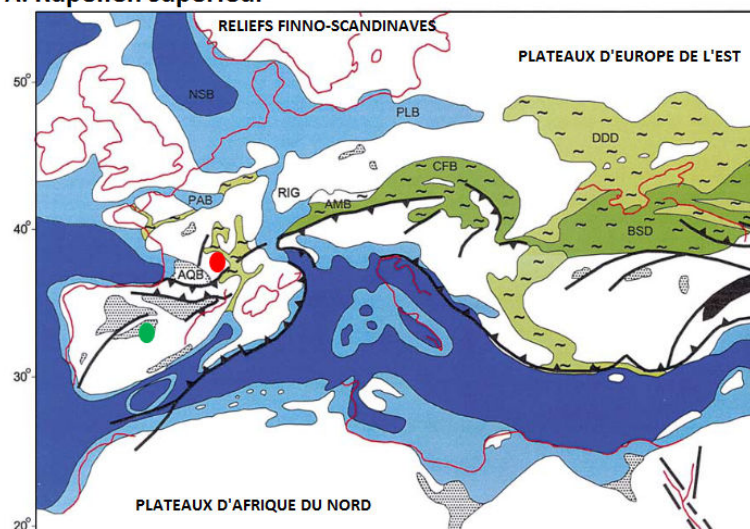 RELIEFS FINNO-SCANDINAVES
PLATEAUX D'EUROPE DE L'EST
50°
NSB
PLB
DDD
CFB
RIG
PAB
AMB
40°
BSD
AQB
30°
PLATEAUX D'AFRIQUE DU NORD
20°